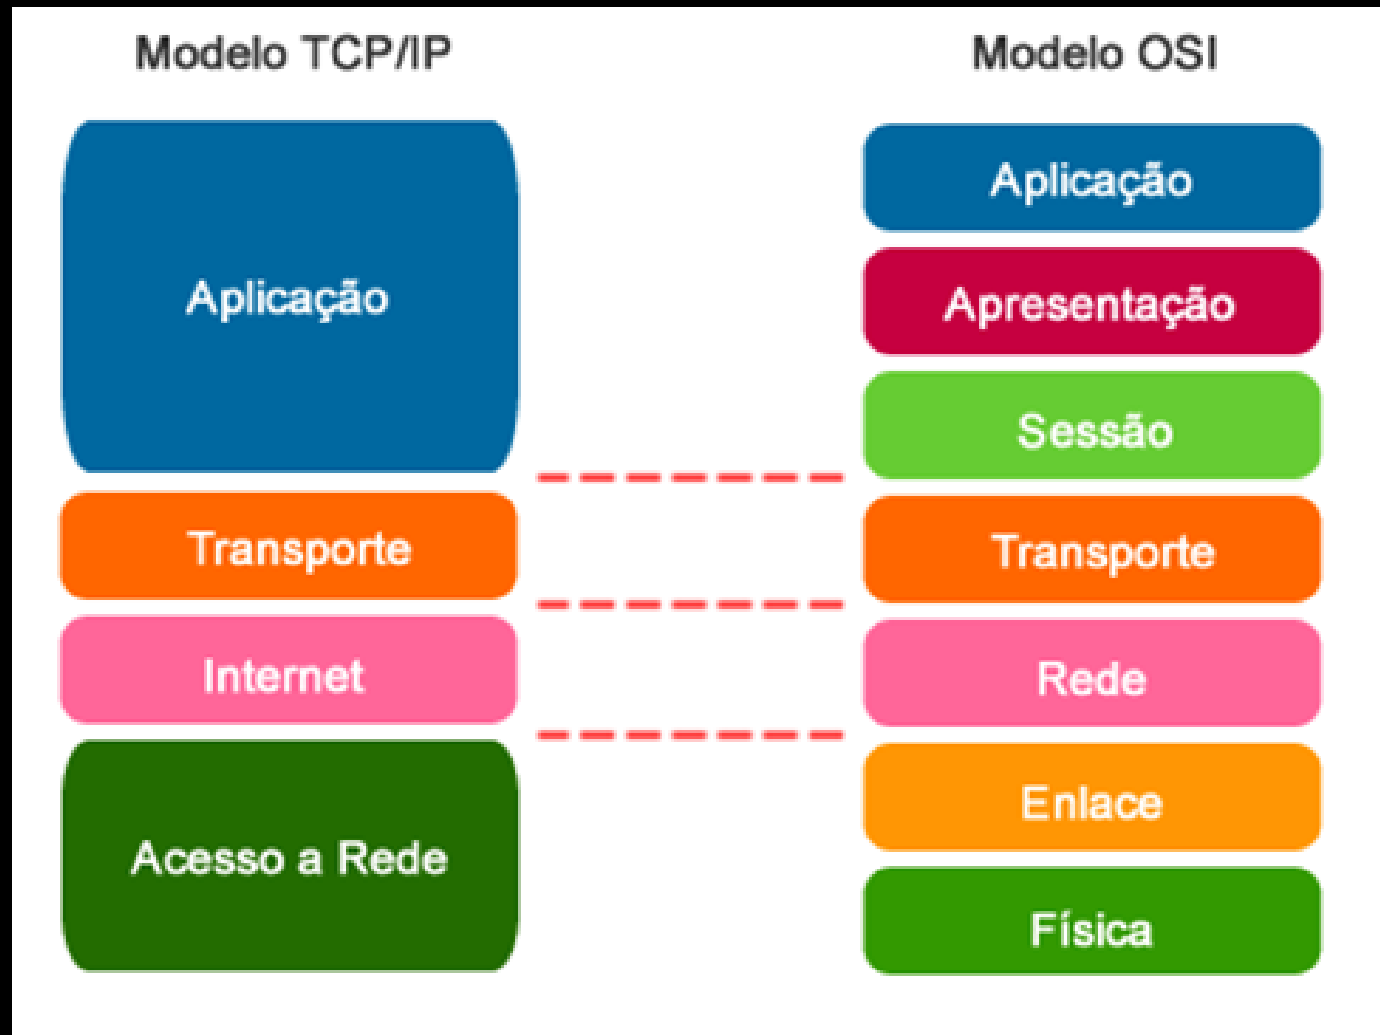 Modelo TCP/IP
Aplicação
Transporte
Internet
Acesso a Rede
Modelo OSI
Aplicação
Apresentação
Sessão
Transporte
Rede
Enlace
Física